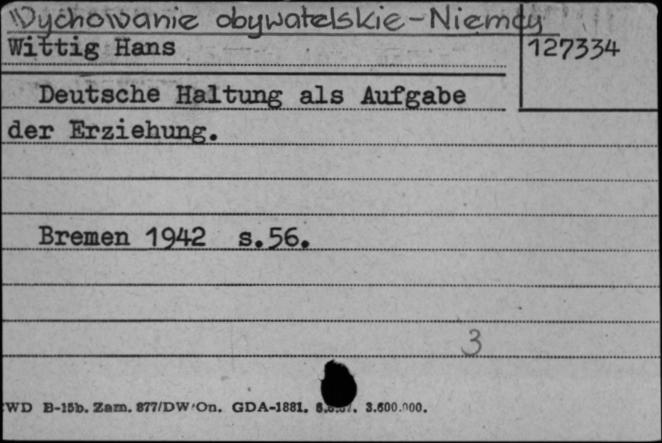 Wychowanie obywatelskie-Niemcy
Wittig Hans
127334
Deutsche Haltung als Aufgabe
der Erziehung.
Bremen 1942 s.56.
3
WD B-15b. Zam. 877/DW/On. GDA-1881. 3.600.000.